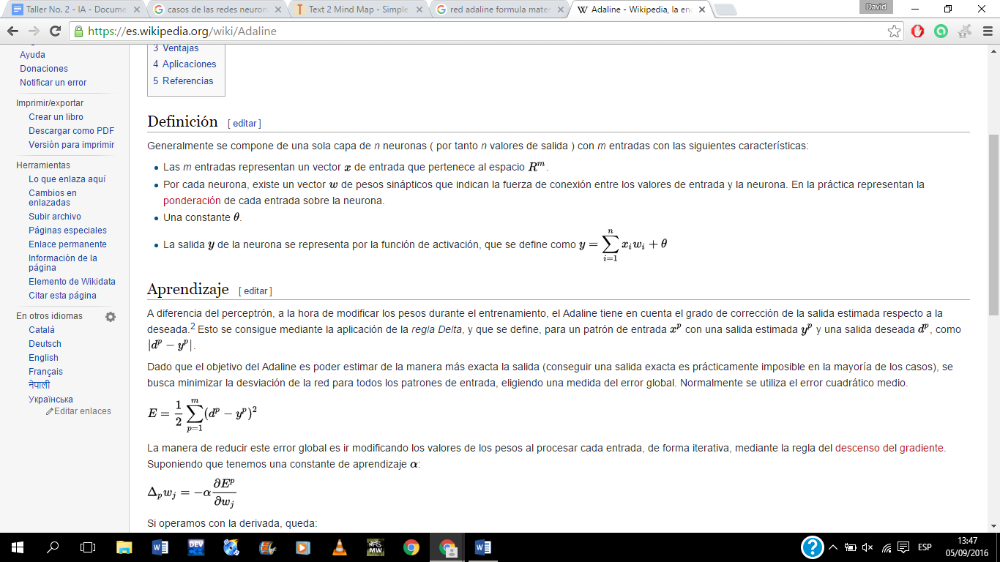 Taller No. 2 - IA - Docume
casos de las redes neuron
Text 2 Mind Map - Simple
red adaline formula mater
Adaline - Wikipedia, la en
David
https://es.wikipedia.org/wiki/Adaline
Ayuda
Donaciones
Notificar un error
Imprimir/exportar
Crear un libro
Descargar como PDF
Versión para imprimir
Herramientas
Lo que enlaza aquí
Cambios en
enlazadas
Subir archivo
Páginas especiales
Enlace permanente
Información de la
página
Elemento de Wikidata
Citar esta página
En otros idiomas
Català
Deutsch
English
Français
नेपाली
Українська
Editar enlaces
3 Ventajas
4 Aplicaciones
5 Referencias
Definición [ editar ]
Generalmente se compone de una sola capa de n neuronas ( por tanto n valores de salida ) con m entradas con las siguientes características:
• Las m entradas representan un vector x de entrada que pertenece al espacio R^m.
• Por cada neurona, existe un vector w de pesos sinápticos que indican la fuerza de conexión entre los valores de entrada y la neurona. En la práctica representan la
ponderación de cada entrada sobre la neurona.
• Una constante θ.
• La salida y de la neurona se representa por la función de activación, que se define como y = ∑_{i=1}^{n} x_i w_i + θ
Aprendizaje [ editar ]
A diferencia del perceptrón, a la hora de modificar los pesos durante el entrenamiento, el Adaline tiene en cuenta el grado de corrección de la salida estimada respecto a la
deseada.2 Esto se consigue mediante la aplicación de la regla Delta, y que se define, para un patrón de entrada x^p con una salida estimada y^p y una salida deseada d^p, como
|d^p − y^p|.
Dado que el objetivo del Adaline es poder estimar de la manera más exacta la salida (conseguir una salida exacta es prácticamente imposible en la mayoría de los casos), se
busca minimizar la desviación de la red para todos los patrones de entrada, eligiendo una medida del error global. Normalmente se utiliza el error cuadrático medio.
E = 1/2 ∑_{p=1}^{m} (d^p − y^p)^2
La manera de reducir este error global es ir modificando los valores de los pesos al procesar cada entrada, de forma iterativa, mediante la regla del descenso del gradiente.
Suponiendo que tenemos una constante de aprendizaje α:
Δ_p w_j = −α ∂E^p/∂w_j
Si operamos con la derivada, queda:
DEV
MW
ESP
13:47
05/09/2016